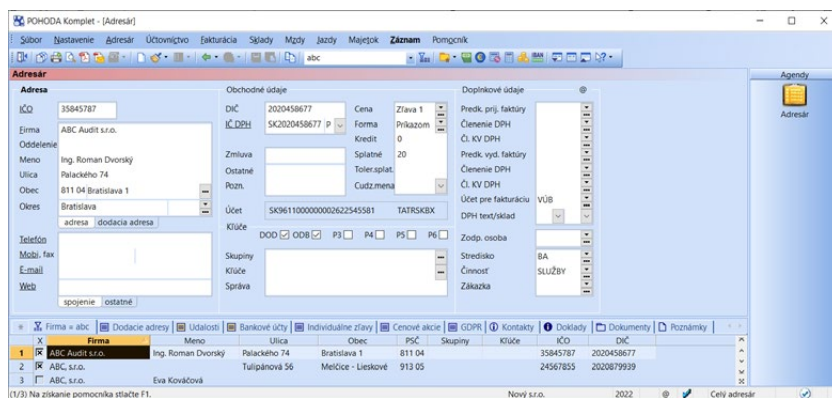 POHODA Komplet - [Adresár]
Súbor Nastavenie Adresár Účtovníctvo Fakturácia Sklady Mzdy Jazdy Majetok Záznam Pomocník
abc
Adresár
Agendy
Adresár
Adresa
IČO 35845787
Firma ABC Audit s.r.o.
Oddelenie
Meno Ing. Roman Dvorský
Ulica Palackého 74
Obec 811 04 Bratislava 1
Okres Bratislava
adresa dodacia adresa
Telefón
Mobil, fax
E-mail
Web
spojenie ostatné
Obchodné údaje
DIČ 2020458677 Cena Zľava 1
IČ DPH SK2020458677 P Forma Príkazom
Kredit 0
Zmluva Splatné 20
Ostatné Toler.splat.
Pozn. Cudz.mena
Účet SK9611000000002622545581 TATRSKBX
Kľúče
DOD ODB P3 P4 P5 P6
Skupiny
Kľúče
Správa
Doplnkové údaje @
Predk. prij. faktúry
Členenie DPH
Čl. KV DPH
Predk. vyd. faktúry
Členenie DPH
Čl. KV DPH
Účet pre fakturáciu VÚB
DPH text/sklad
Zodp. osoba
Stredisko BA
Činnosť SLUŽBY
Zákazka
Firma = abc Dodacie adresy Udalosti Bankové účty Individuálne zľavy Cenové akcie GDPR Kontakty Doklady Dokumenty Poznámky
X Firma Meno Ulica Obec PSČ Skupiny Kľúče IČO DIČ
1 ABC Audit s.r.o. Ing. Roman Dvorský Palackého 74 Bratislava 1 811 04 35845787 2020458677
2 ABC, s.r.o. Tulipánová 56 Melčice - Lieskové 913 05 24567855 2020879939
3 ABC, s.r.o. Eva Kováčová
(1/3) Na získanie pomocníka stlačte F1. Nový s.r.o. 2022 @ Celý adresár